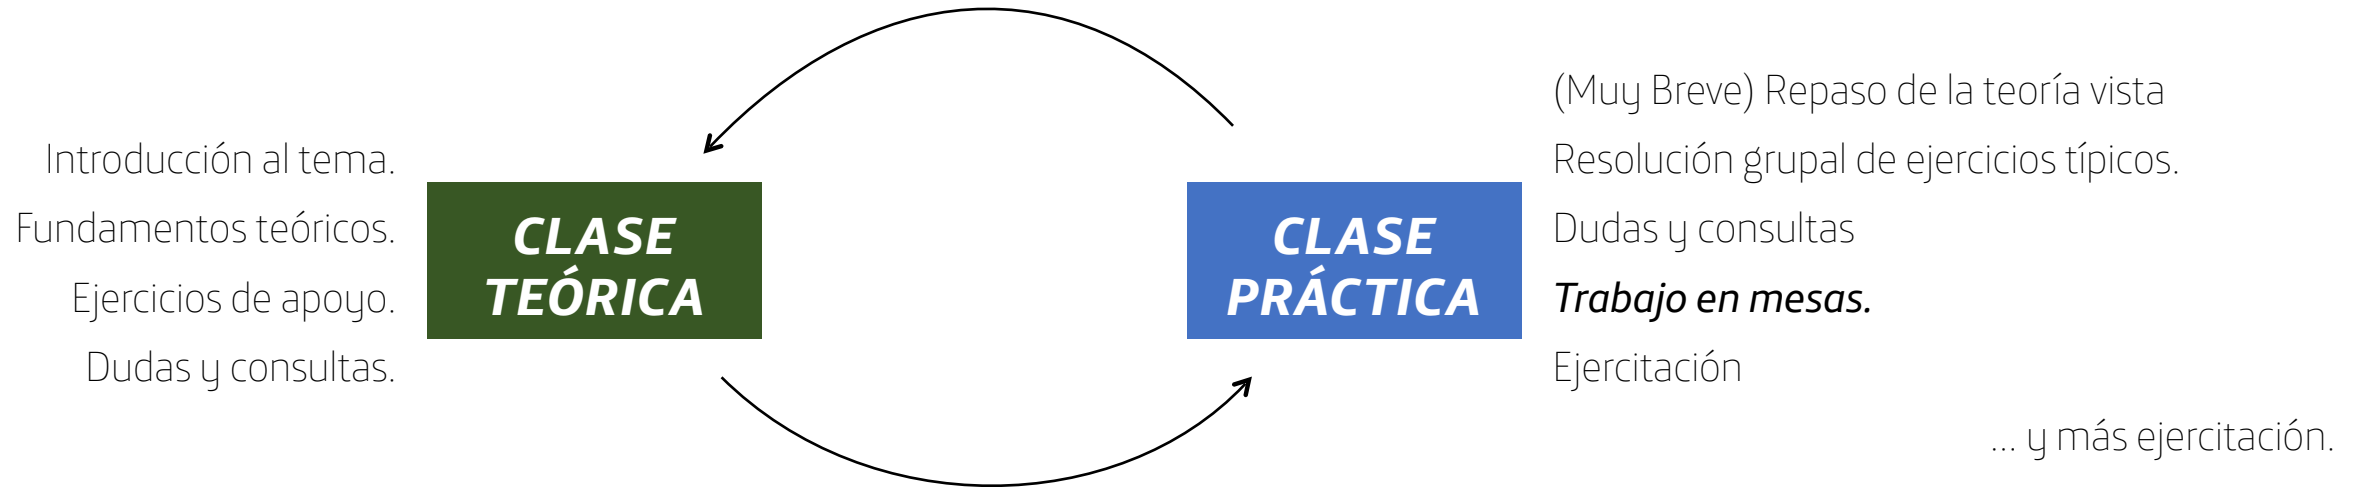 Introducción al tema.
Fundamentos teóricos.
Ejercicios de apoyo.
Dudas y consultas.
CLASE
TEÓRICA
CLASE
PRÁCTICA
(Muy Breve) Repaso de la teoría vista
Resolución grupal de ejercicios típicos.
Dudas y consultas
Trabajo en mesas.
Ejercitación
... y más ejercitación.